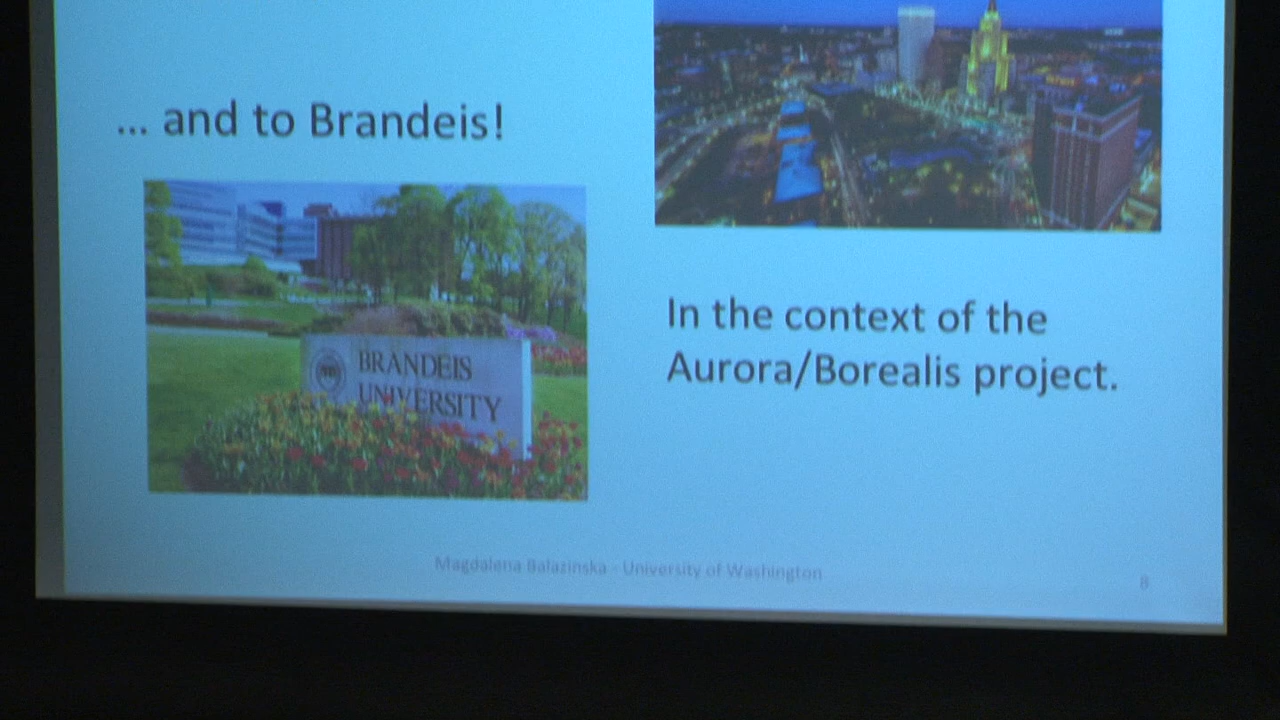 ... and to Brandeis!
BRANDEIS
UNIVERSITY
In the context of the
Aurora/Borealis project.
Magdalena Balazinska - University of Washington
8